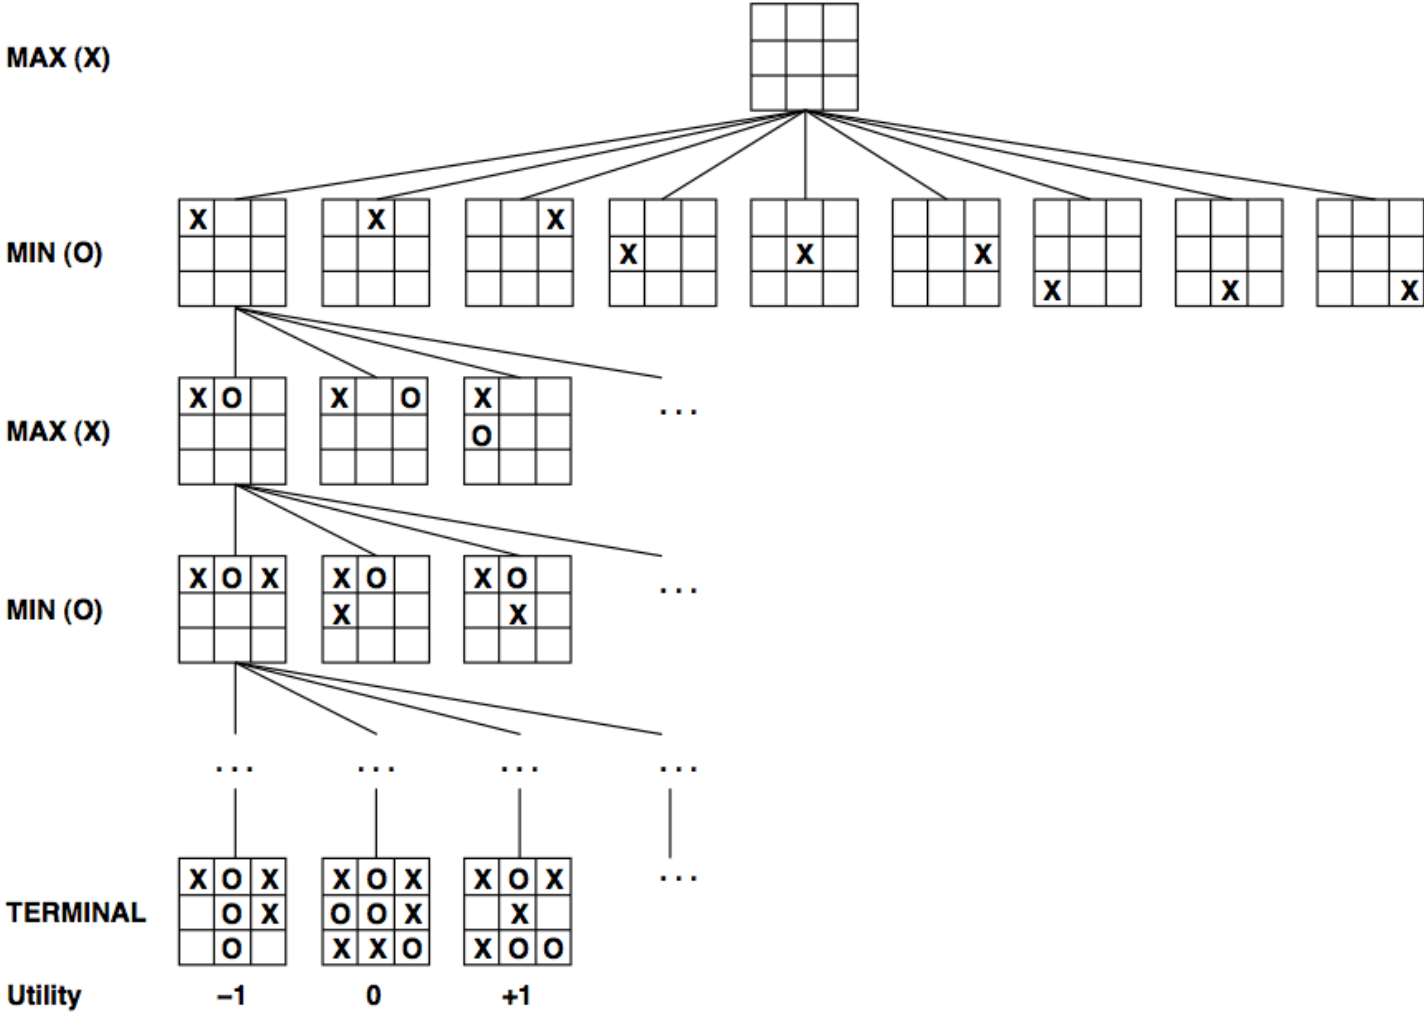 MAX (X)
MIN (O)
X X X X X X X X X
MAX (X)
X O X O X
O
...
MIN (O)
X O X X O X O
X X
...
... ... ... ...
TERMINAL
X O X X O X X O X
O X O O X X
O X X O X O O
...
Utility -1 0 +1